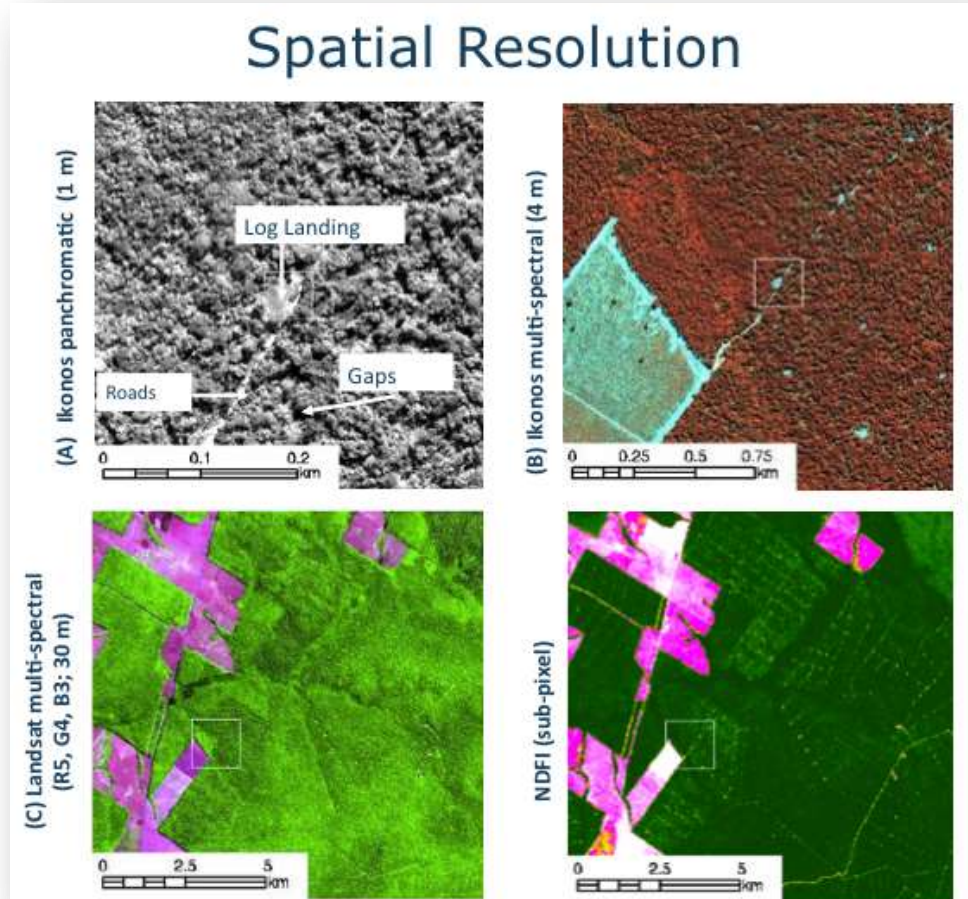 Spatial Resolution
(A) Ikonos panchromatic (1 m)
Log Landing
Roads
Gaps
0 0.1 0.2
km
(B) Ikonos multi-spectral (4 m)
0 0.25 0.5 0.75
km
(C) Landsat multi-spectral
(R5, G4, B3; 30 m)
0 2.5 5
km
NDFI (sub-pixel)
0 2.5 5
km